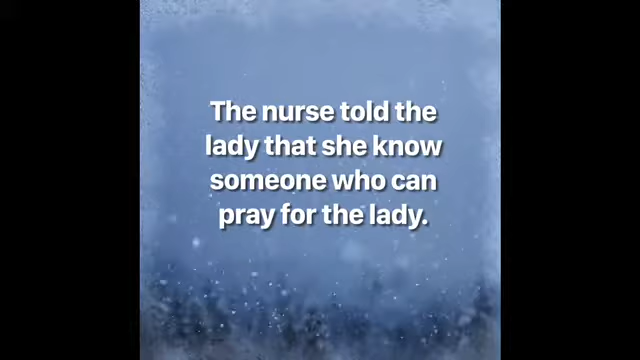 The nurse told the
lady that she know
someone who can
pray for the lady.